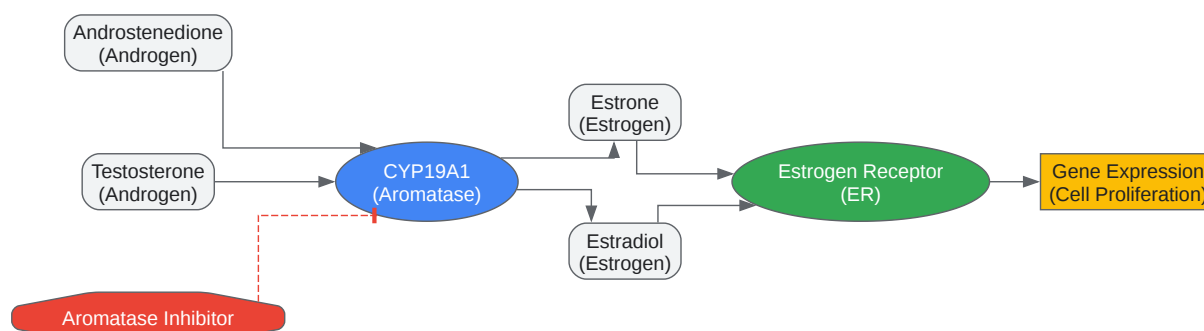 Androstenedione
(Androgen)
Testosterone
(Androgen)
Aromatase Inhibitor
CYP19A1
(Aromatase)
Estrone
(Estrogen)
Estradiol
(Estrogen)
Estrogen Receptor
(ER)
Gene Expression
(Cell Proliferation)